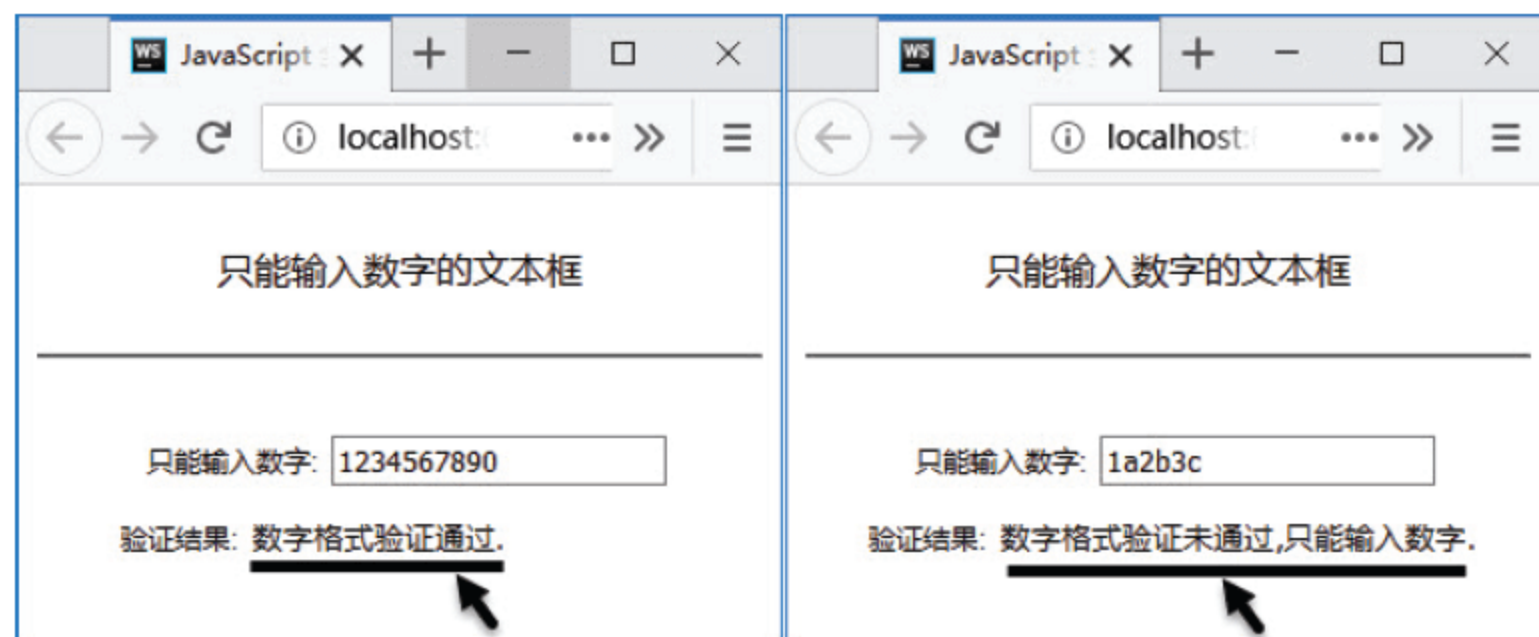 WS JavaScript
localhost:
只能输入数字的文本框
只能输入数字: 1234567890
验证结果: 数字格式验证通过.
WS JavaScript
localhost:
只能输入数字的文本框
只能输入数字: 1a2b3c
验证结果: 数字格式验证未通过,只能输入数字.